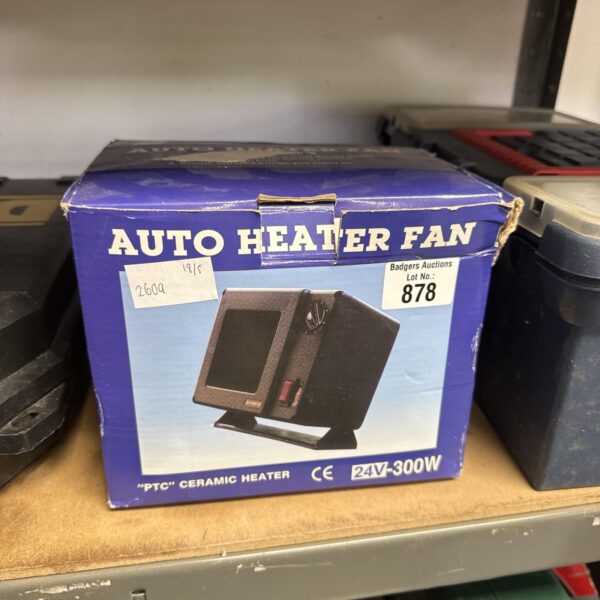 AUTO HEATER FAN
AUTO HEATER FAN
19/5
260a
Badgers Auctions
Lot No.:
878
"PTC" CERAMIC HEATER
CE
24V-300W